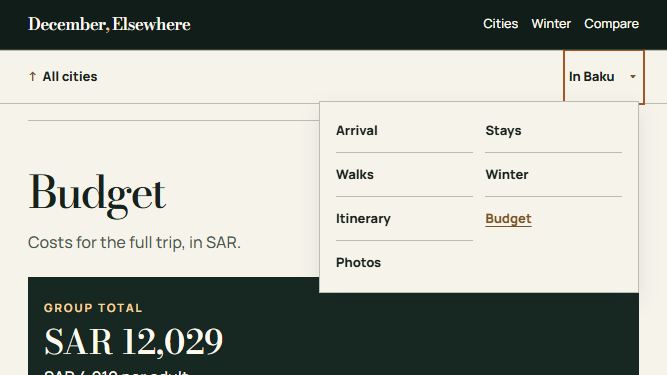 December, Elsewhere
Cities Winter Compare
↑ All cities
In Baku
Arrival
Stays
Walks
Winter
Itinerary
Budget
Photos
Budget
Costs for the full trip, in SAR.
GROUP TOTAL
SAR 12,029